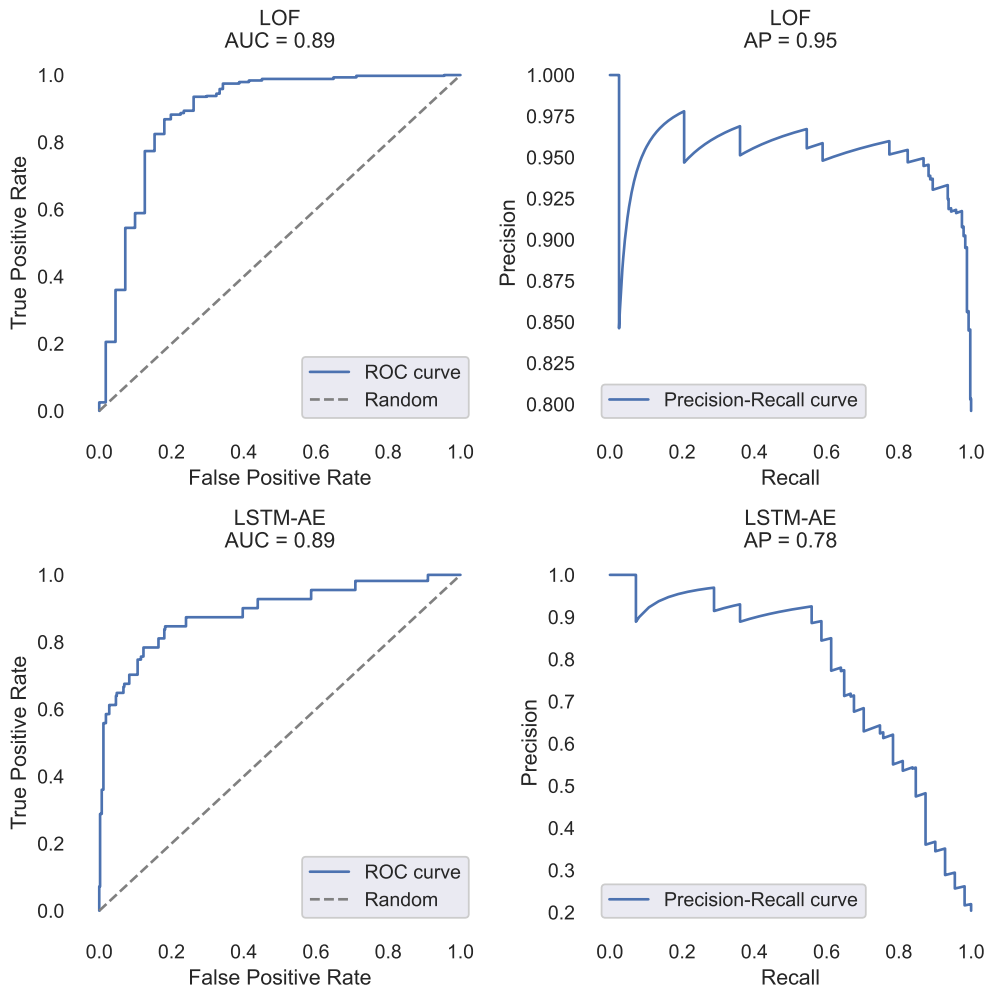 LOF
AUC = 0.89
True Positive Rate
1.0
0.8
0.6
0.4
0.2
0.0
ROC curve
Random
0.0 0.2 0.4 0.6 0.8 1.0
False Positive Rate
LOF
AP = 0.95
Precision
1.000
0.975
0.950
0.925
0.900
0.875
0.850
0.825
0.800
Precision-Recall curve
0.0 0.2 0.4 0.6 0.8 1.0
Recall
LSTM-AE
AUC = 0.89
True Positive Rate
1.0
0.8
0.6
0.4
0.2
0.0
ROC curve
Random
0.0 0.2 0.4 0.6 0.8 1.0
False Positive Rate
LSTM-AE
AP = 0.78
Precision
1.0
0.9
0.8
0.7
0.6
0.5
0.4
0.3
0.2
Precision-Recall curve
0.0 0.2 0.4 0.6 0.8 1.0
Recall